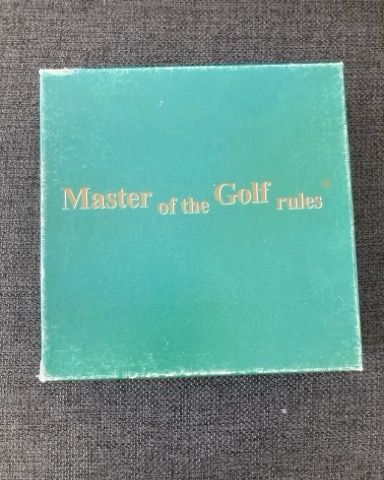 Master of the Golf rules®